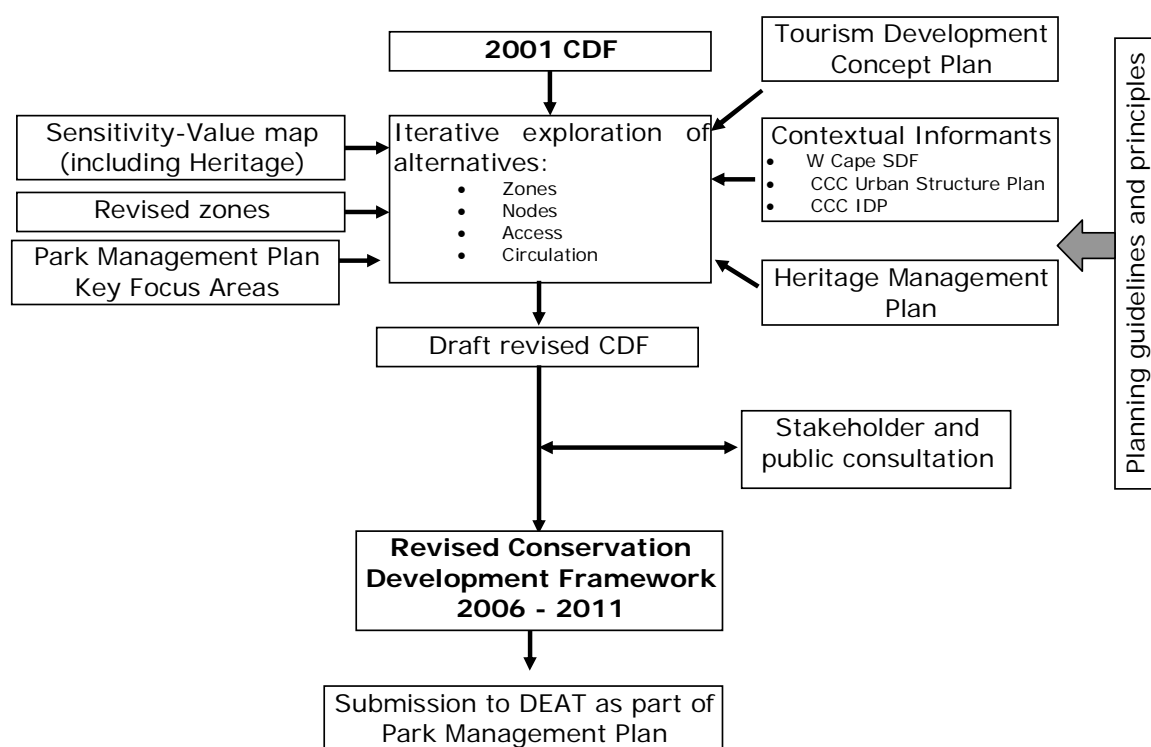 2001 CDF
Tourism Development
Concept Plan
Sensitivity-Value map
(including Heritage)
Revised zones
Park Management Plan
Key Focus Areas
Iterative exploration of
alternatives:
• Zones
• Nodes
• Access
• Circulation
Contextual Informants
• W Cape SDF
• CCC Urban Structure Plan
• CCC IDP
Heritage Management
Plan
Planning guidelines and principles
Draft revised CDF
Stakeholder and
public consultation
Revised Conservation
Development Framework
2006 - 2011
Submission to DEAT as part of
Park Management Plan